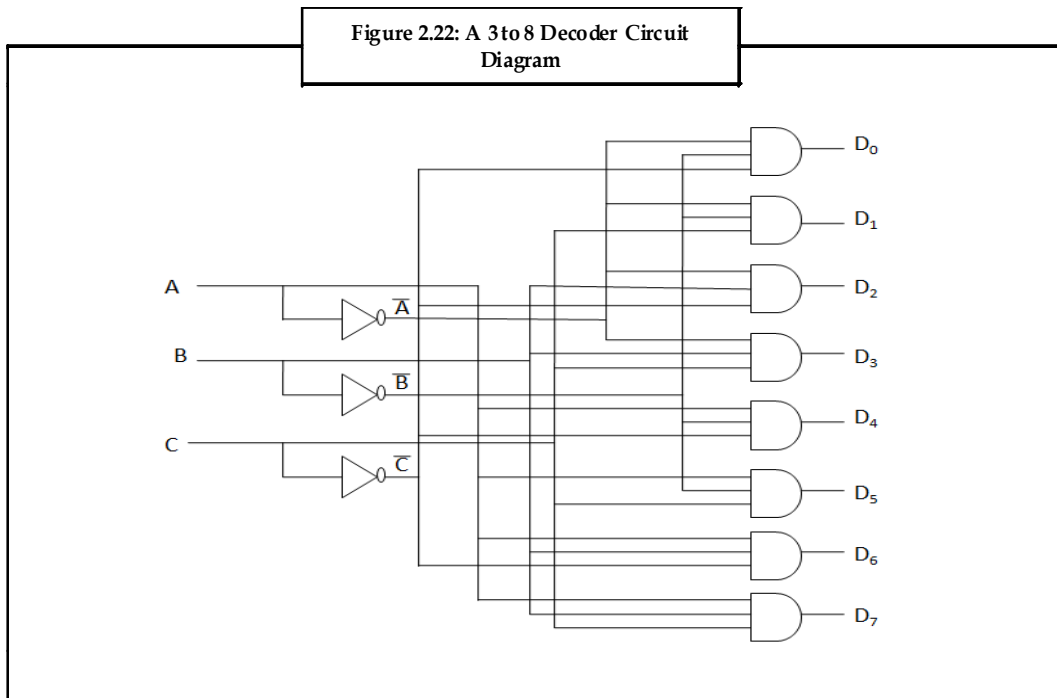 Figure 2.22: A 3 to 8 Decoder Circuit
Diagram
D₀
D₁
A
D₂
A̅
B
D₃
B̅
D₄
C
C̅
D₅
D₆
D₇